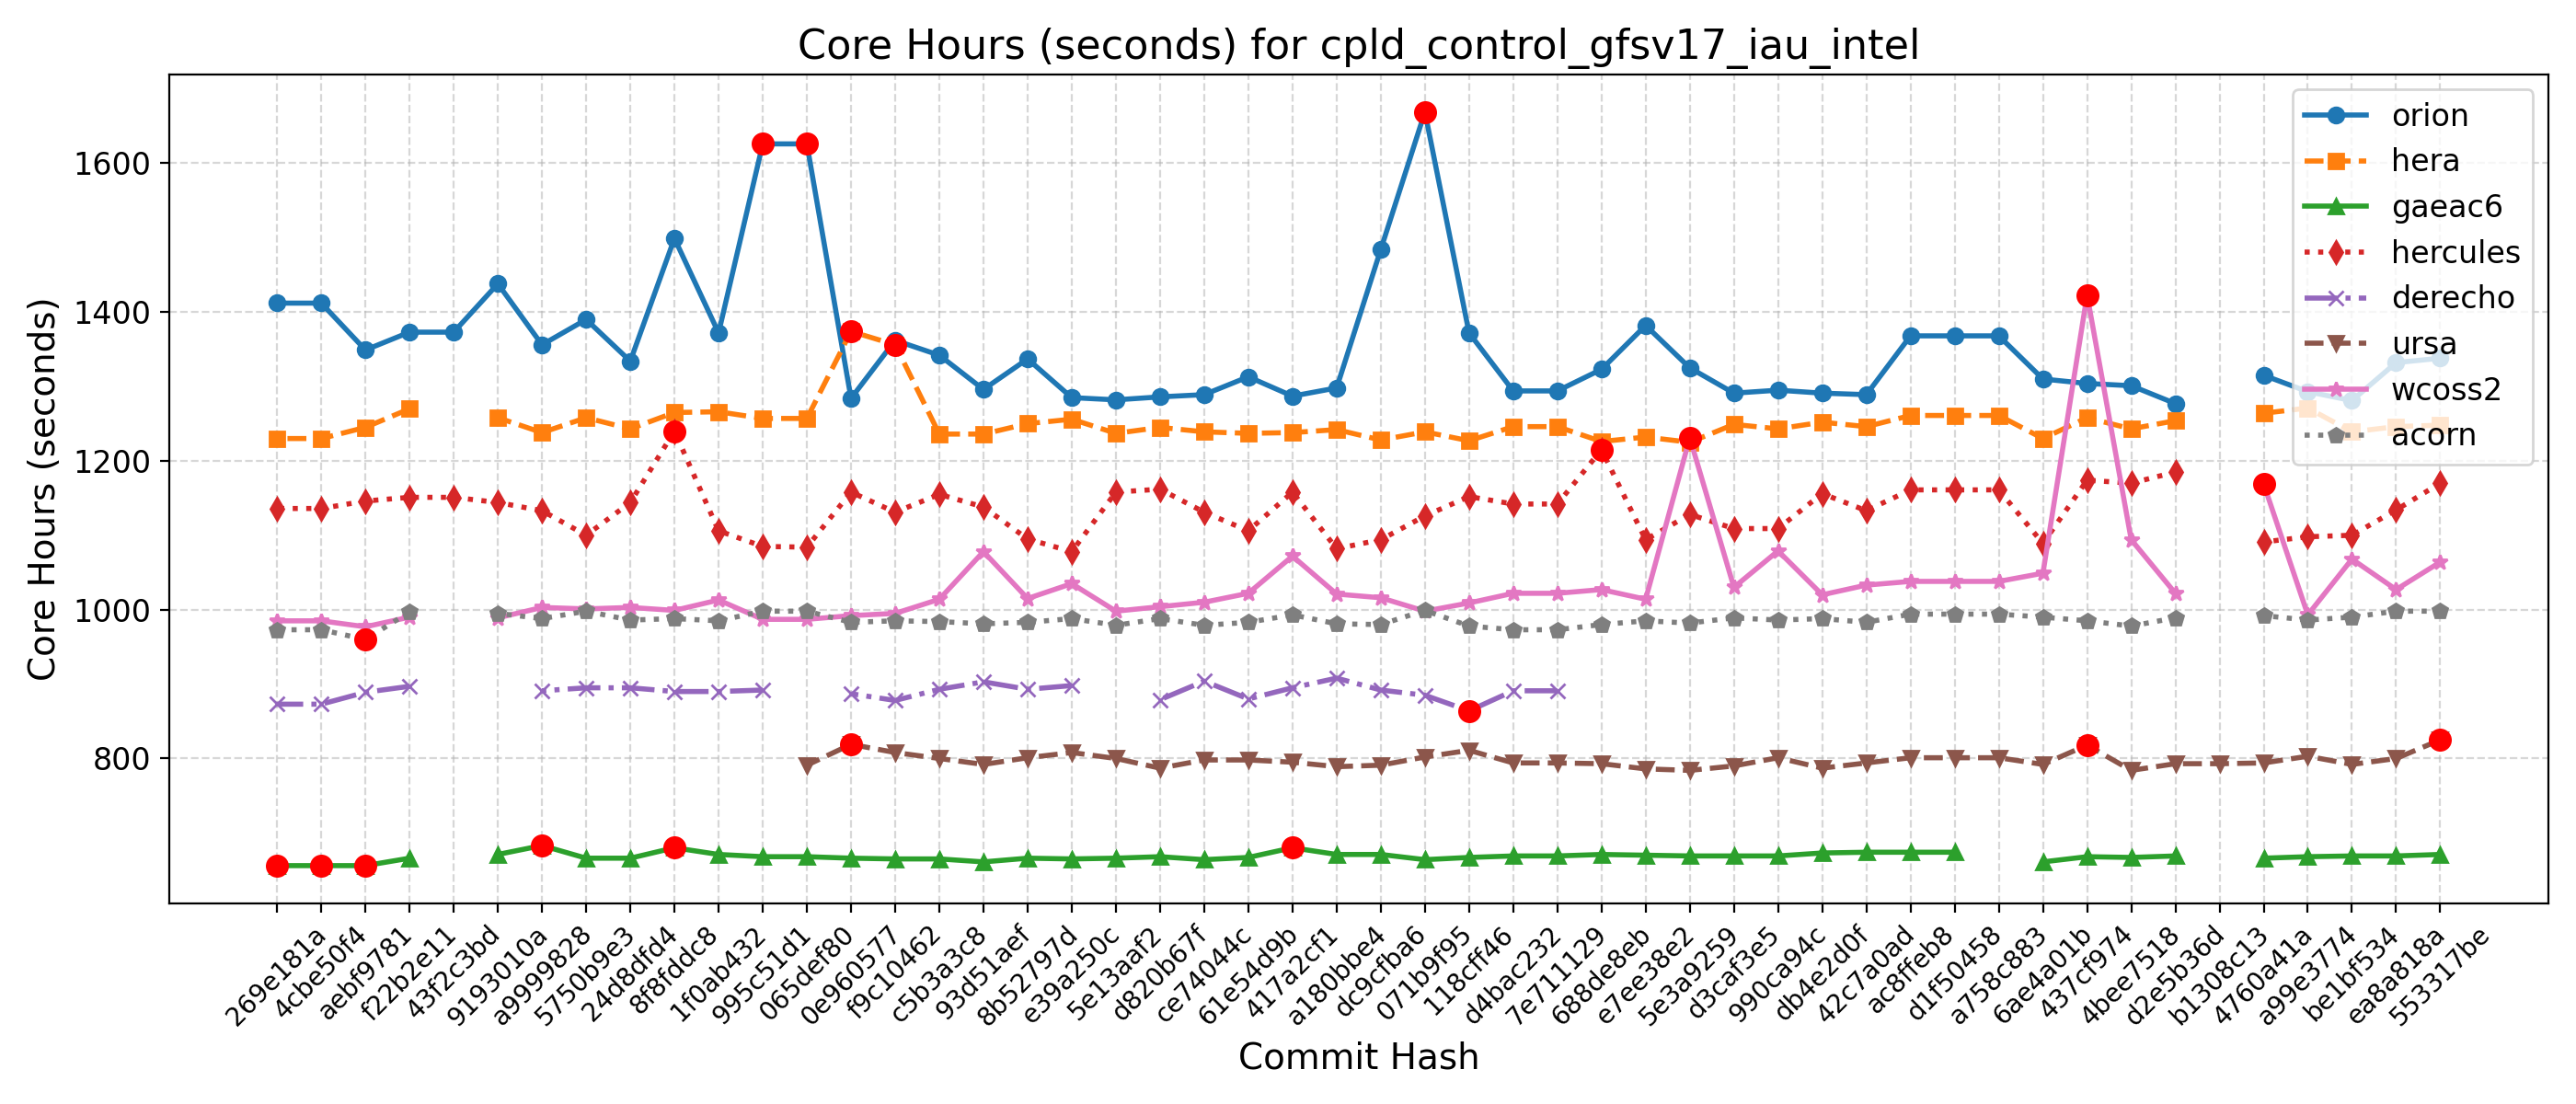 Core Hours (seconds) for cpld_control_gfsv17_iau_intel
Core Hours (seconds)
1600
1400
1200
1000
800
orion
hera
gaeac6
hercules
derecho
ursa
wcoss2
acorn
269e181a
4cbe50f4
aebf9781
f22b2e11
43f2c3bd
9193010a
a9999828
5750b9e3
24d8dfd4
8f8fddc8
1f0ab432
995c51d1
065def80
0e960577
f9c10462
c5b3a3c8
93d51aef
8b52797d
e39a250c
5e13aaf2
d820b67f
ce74044c
61e54d9b
417a2cf1
a180bbe4
dc9cfba6
071b9f95
118cff46
d4bac232
7e711129
688de8eb
e7ee38e2
5e3a9259
d3caf3e5
990ca94c
db4e2d0f
42c7a0ad
ac8ffeb8
d1f50458
a758c883
6ae4a01b
437cf974
4bee7518
d2e5b36d
b1308c13
4760a41a
a99e3774
be1bf534
ea8a818a
553317be
Commit Hash